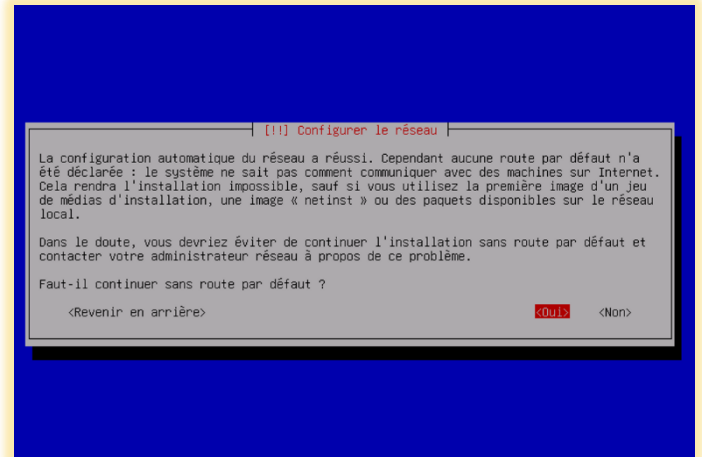 [!!] Configurer le réseau
La configuration automatique du réseau a réussi. Cependant aucune route par défaut n'a
été déclarée : le système ne sait pas comment communiquer avec des machines sur Internet.
Cela rendra l'installation impossible, sauf si vous utilisez la première image d'un jeu
de médias d'installation, une image « netinst » ou des paquets disponibles sur le réseau
local.
Dans le doute, vous devriez éviter de continuer l'installation sans route par défaut et
contacter votre administrateur réseau à propos de ce problème.
Faut-il continuer sans route par défaut ?
<Revenir en arrière> <Oui> <Non>